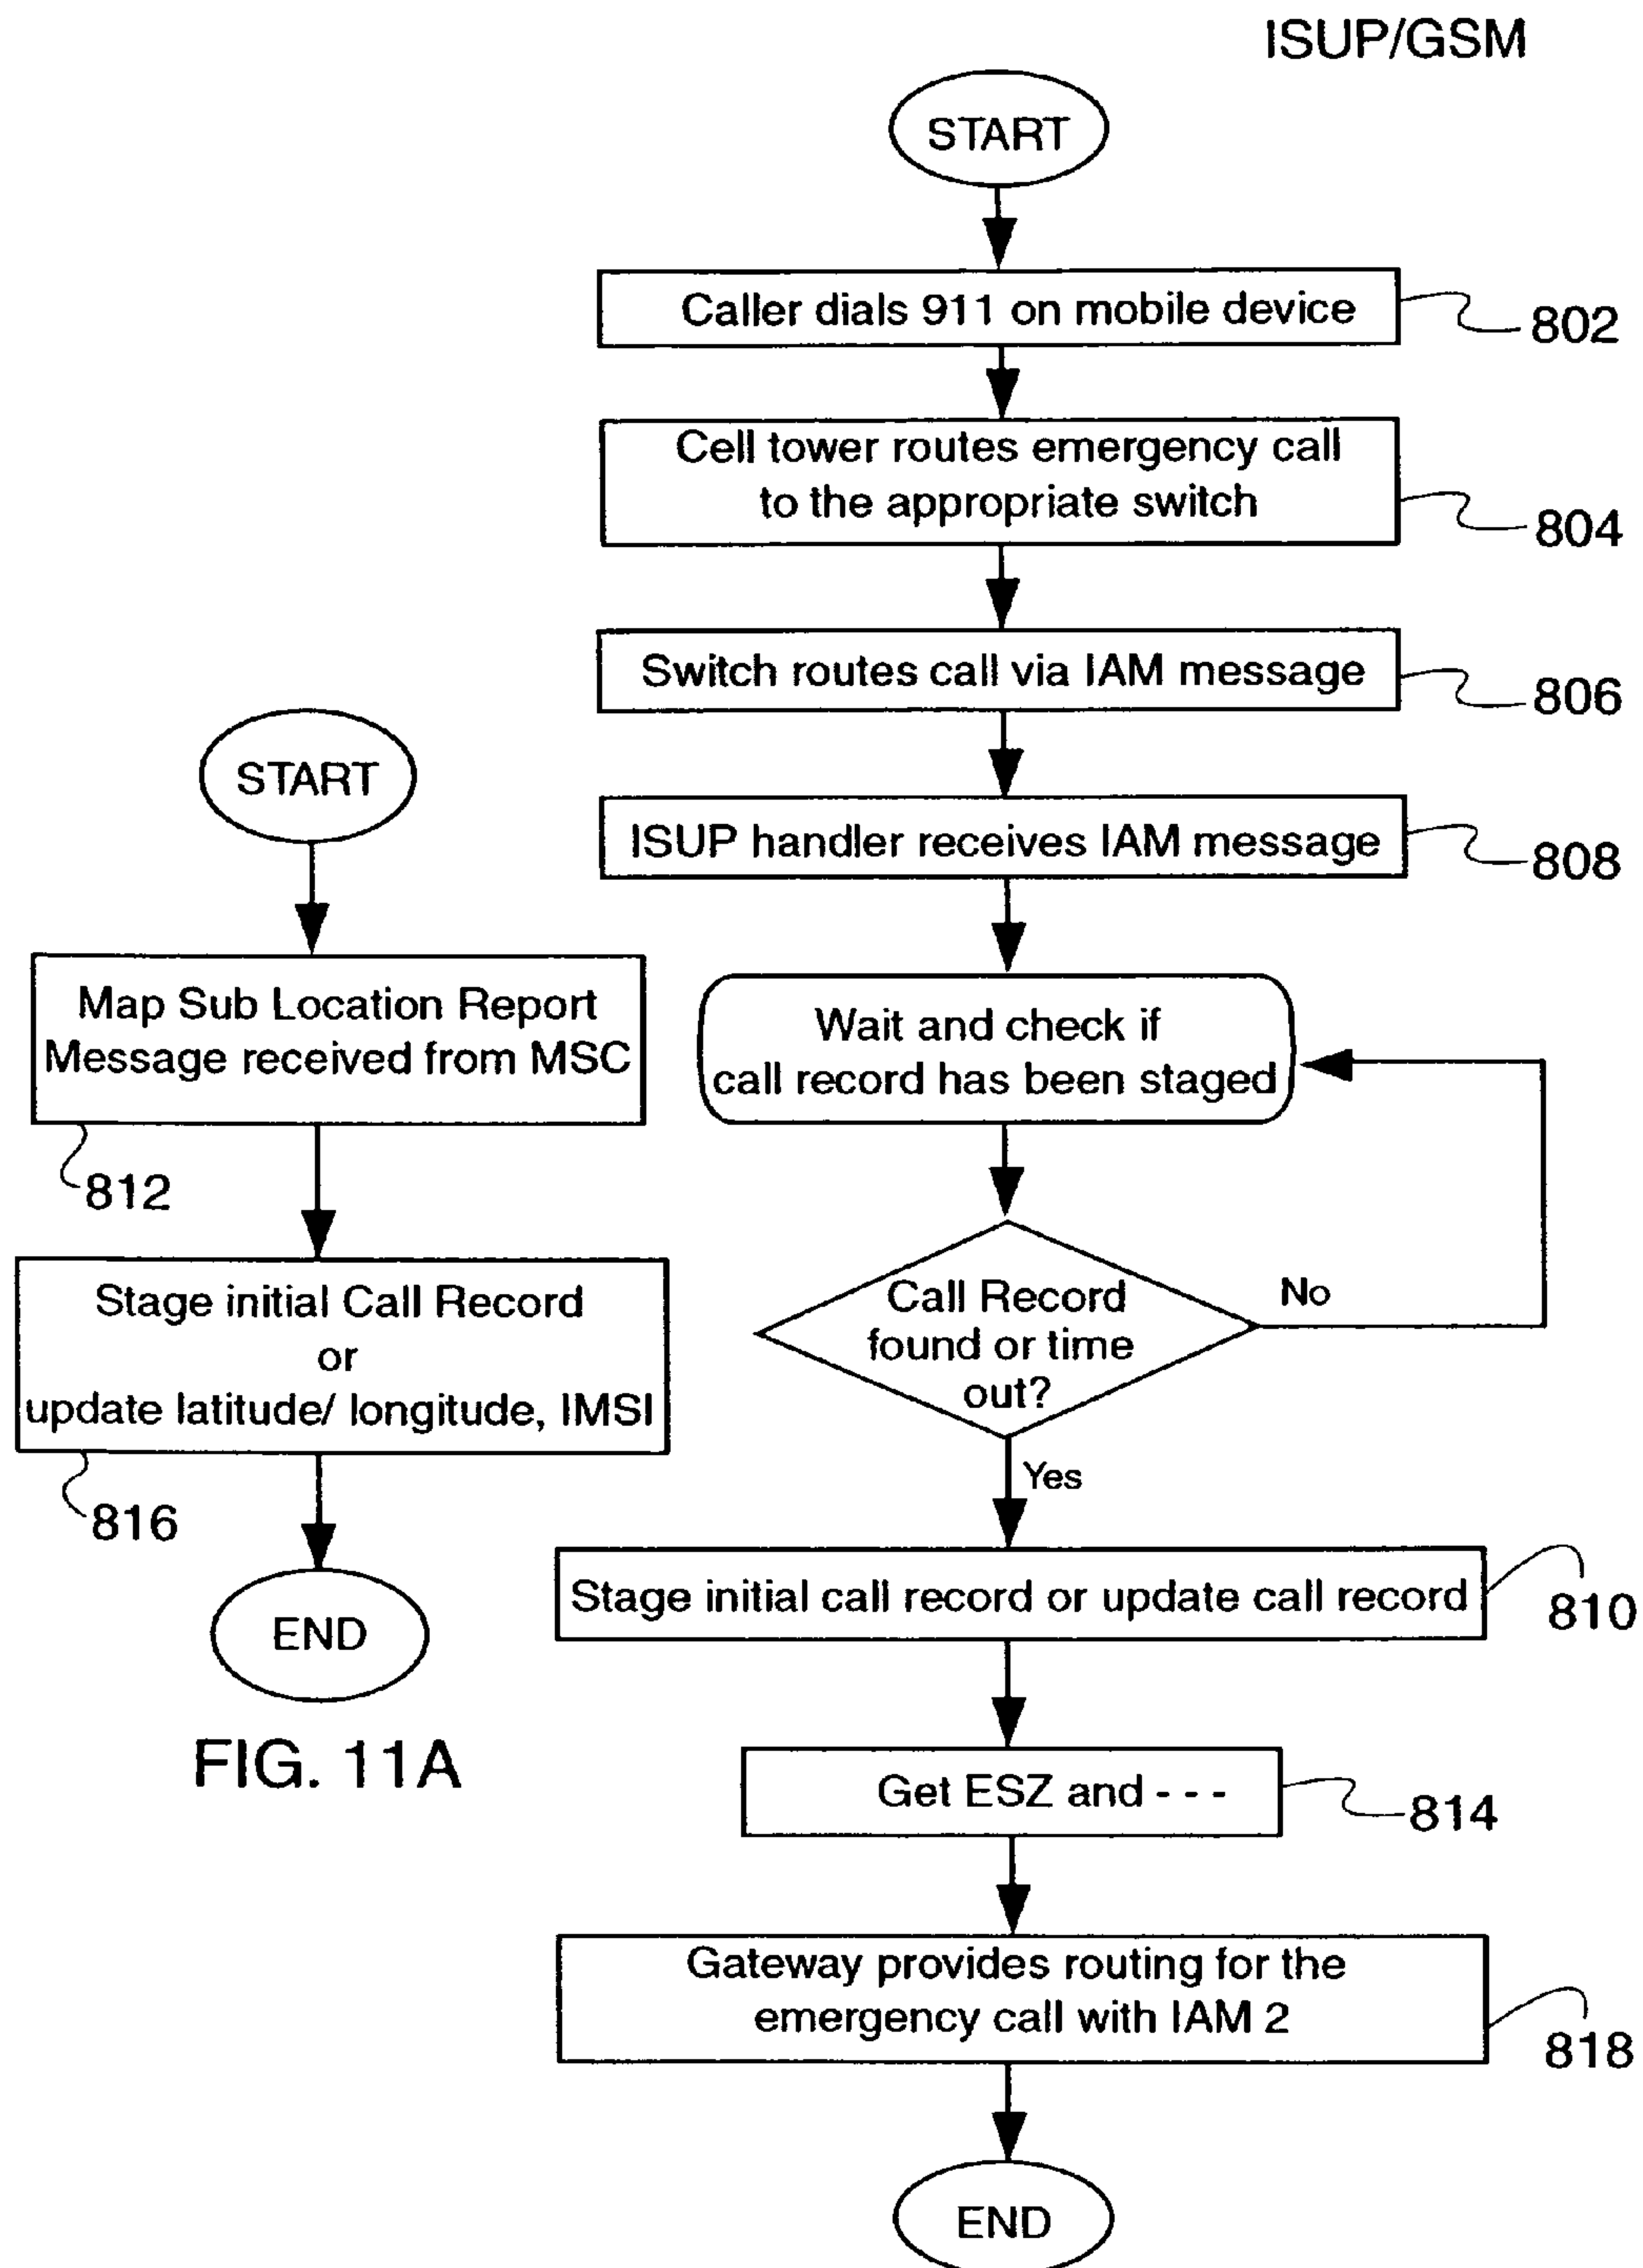 ISUP/GSM
START
Caller dials 911 on mobile device
802
Cell tower routes emergency call
to the appropriate switch
804
Switch routes call via IAM message
806
ISUP handler receives IAM message
808
Wait and check if
call record has been staged
Call Record
found or time
out?
No
Yes
Stage initial call record or update call record
810
Get ESZ and - - -
814
Gateway provides routing for the
emergency call with IAM 2
818
END
START
Map Sub Location Report
Message received from MSC
812
Stage initial Call Record
or
update latitude/ longitude, IMSI
816
END
FIG. 11A